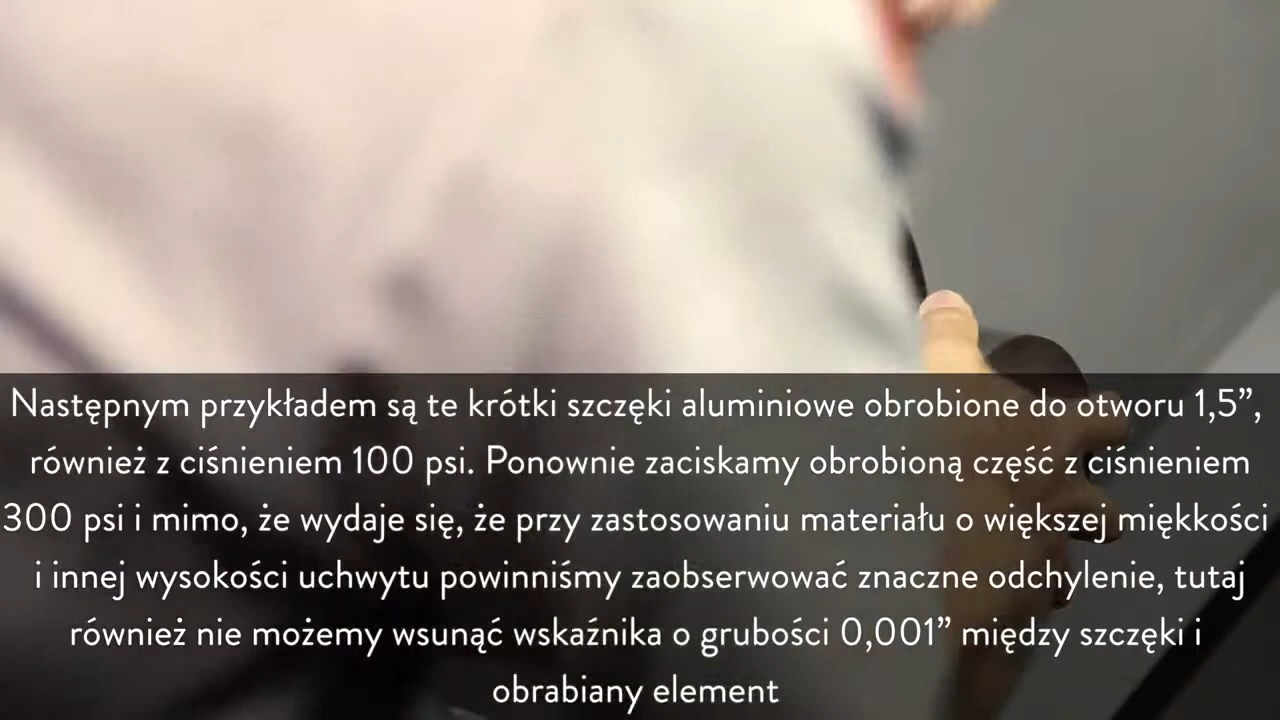 Następnym przykładem są te krótki szczęki aluminiowe obrobione do otworu 1,5”,
również z ciśnieniem 100 psi. Ponownie zaciskamy obrobioną część z ciśnieniem
300 psi i mimo, że wydaje się, że przy zastosowaniu materiału o większej miękkości
i innej wysokości uchwytu powinniśmy zaobserwować znaczne odchylenie, tutaj
również nie możemy wsunąć wskaźnika o grubości 0,001” między szczęki i
obrabiany element